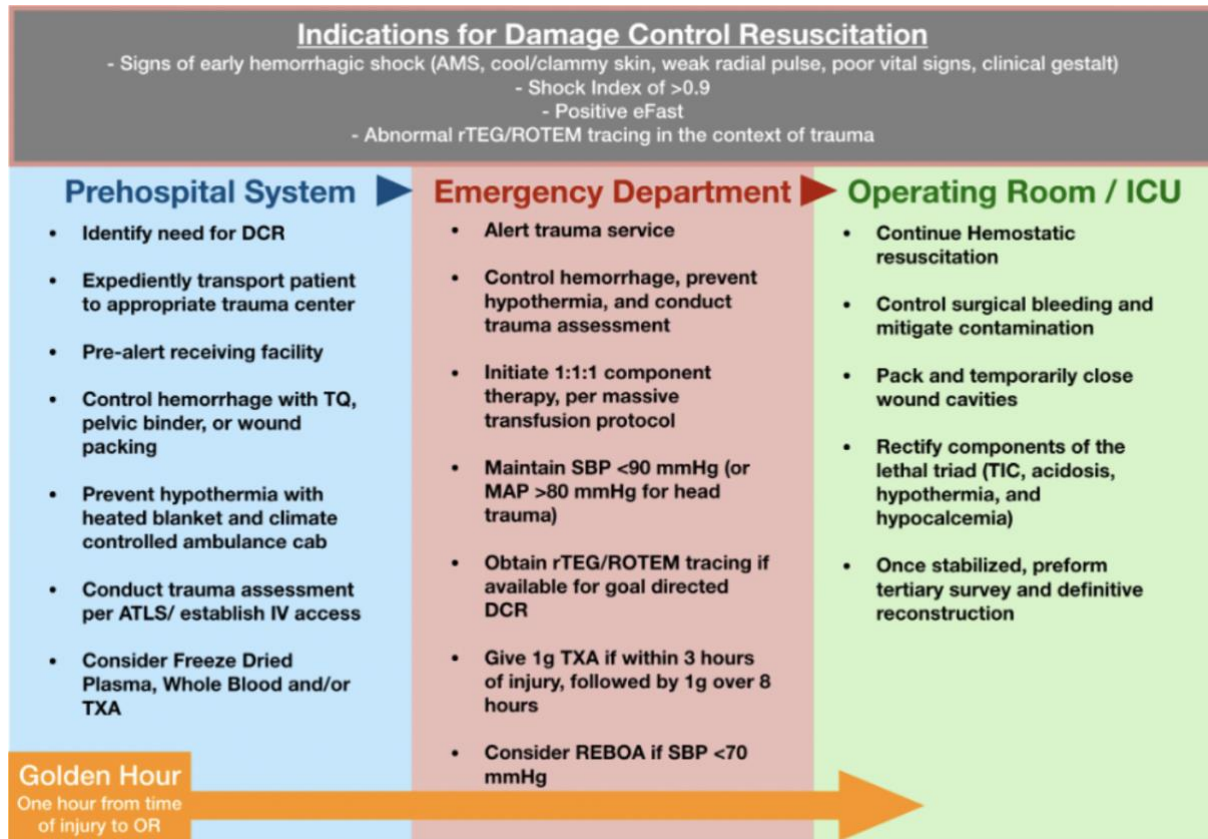 Indications for Damage Control Resuscitation
- Signs of early hemorrhagic shock (AMS, cool/clammy skin, weak radial pulse, poor vital signs, clinical gestalt)
- Shock Index of >0.9
- Positive eFast
- Abnormal rTEG/ROTEM tracing in the context of trauma
Prehospital System
• Identify need for DCR
• Expediently transport patient
to appropriate trauma center
• Pre-alert receiving facility
• Control hemorrhage with TQ,
pelvic binder, or wound
packing
• Prevent hypothermia with
heated blanket and climate
controlled ambulance cab
• Conduct trauma assessment
per ATLS/ establish IV access
• Consider Freeze Dried
Plasma, Whole Blood and/or
TXA
Emergency Department
• Alert trauma service
• Control hemorrhage, prevent
hypothermia, and conduct
trauma assessment
• Initiate 1:1:1 component
therapy, per massive
transfusion protocol
• Maintain SBP <90 mmHg (or
MAP >80 mmHg for head
trauma)
• Obtain rTEG/ROTEM tracing if
available for goal directed
DCR
• Give 1g TXA if within 3 hours
of injury, followed by 1g over 8
hours
• Consider REBOA if SBP <70
mmHg
Operating Room / ICU
• Continue Hemostatic
resuscitation
• Control surgical bleeding and
mitigate contamination
• Pack and temporarily close
wound cavities
• Rectify components of the
lethal triad (TIC, acidosis,
hypothermia, and
hypocalcemia)
• Once stabilized, preform
tertiary survey and definitive
reconstruction
Golden Hour
One hour from time
of injury to OR